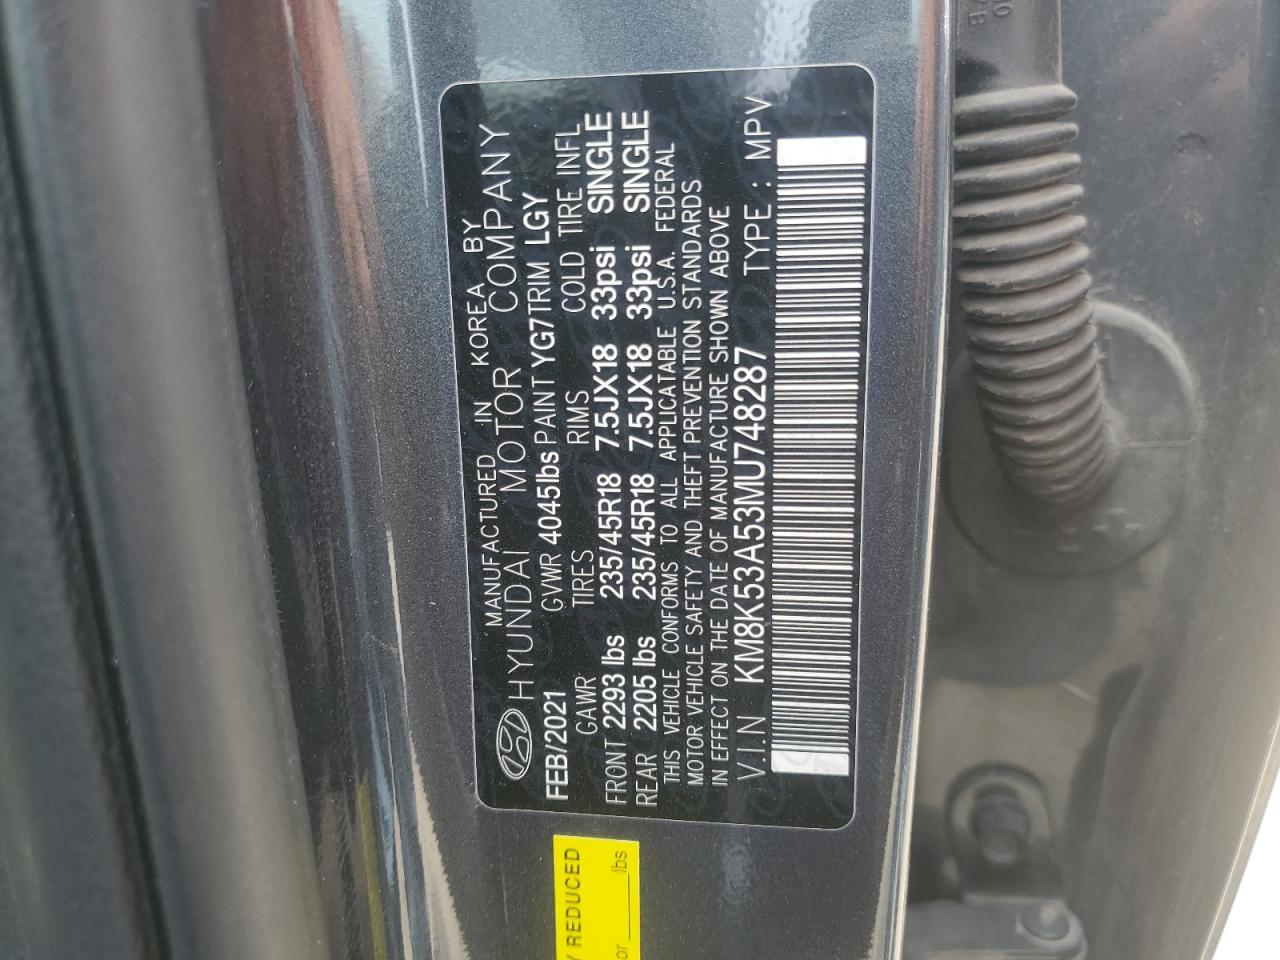 MANUFACTURED IN KOREA BY
HYUNDAI MOTOR COMPANY
FEB/2021 GVWR 4045lbs PAINT YG7 TRIM LGY
GAWR TIRES RIMS COLD TIRE INFL
FRONT 2293 lbs 235/45R18 7.5JX18 33psi SINGLE
REAR 2205 lbs 235/45R18 7.5JX18 33psi SINGLE
THIS VEHICLE CONFORMS TO ALL APPLICATABLE U.S.A. FEDERAL
MOTOR VEHICLE SAFETY AND THEFT PREVENTION STANDARDS
IN EFFECT ON THE DATE OF MANUFACTURE SHOWN ABOVE
V.I.N KM8K53A53MU748287 TYPE : MPV
Y REDUCED
or ____ lbs